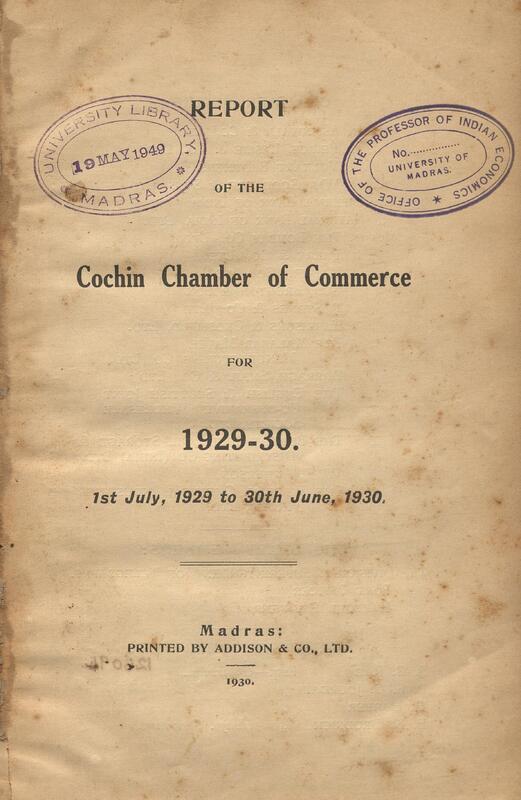 REPORT
UNIVERSITY LIBRARY,
19 MAY 1949
MADRAS.
OFFICE OF THE PROFESSOR OF INDIAN ECONOMICS
No...............
UNIVERSITY OF
MADRAS.
OF THE
Cochin Chamber of Commerce
FOR
1929-30.
1st July, 1929 to 30th June, 1930.
Madras:
PRINTED BY ADDISON & CO., LTD.
1930.